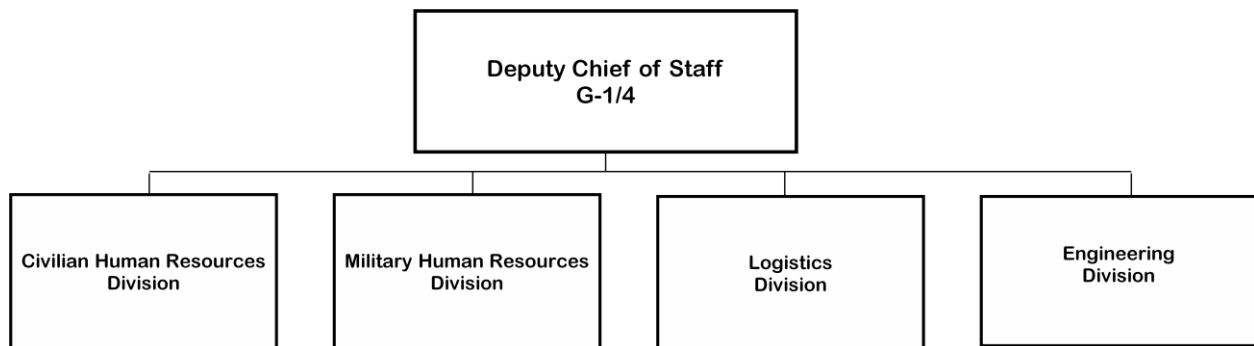 Deputy Chief of Staff
G-1/4
Civilian Human Resources
Division
Military Human Resources
Division
Logistics
Division
Engineering
Division